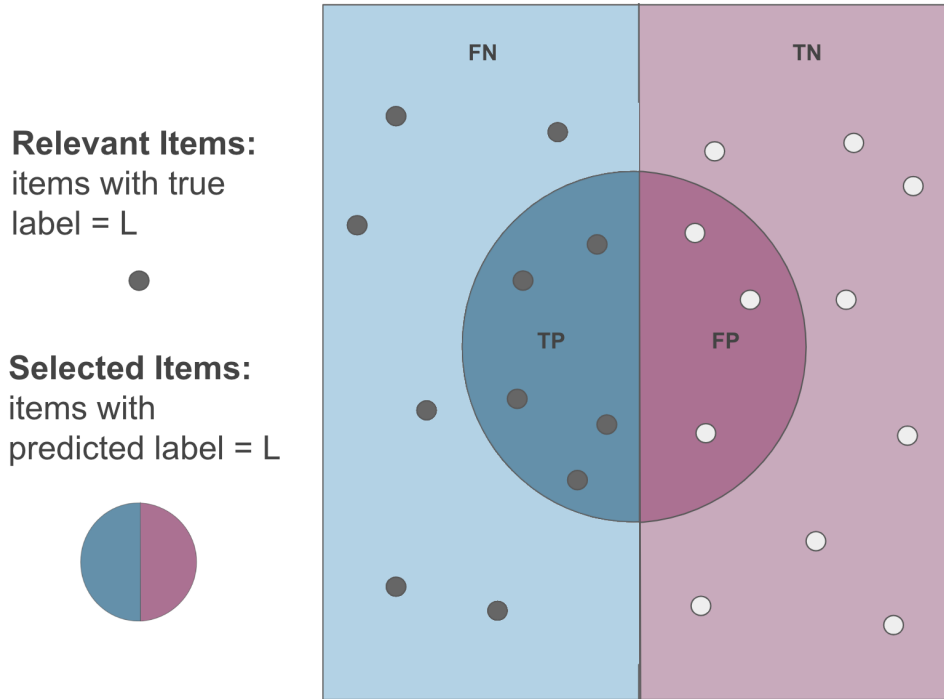 FN
TN
Relevant Items:
items with true
label = L
TP
FP
Selected Items:
items with
predicted label = L